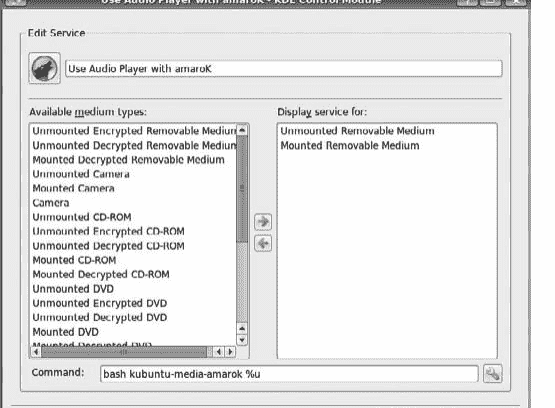 Use Audio Player with amaroK - KDE Control Module
Edit Service
Use Audio Player with amaroK
Available medium types:
Unmounted Encrypted Removable Medium
Unmounted Decrypted Removable Medium
Mounted Decrypted Removable Medium
Unmounted Camera
Mounted Camera
Camera
Unmounted CD-ROM
Unmounted Encrypted CD-ROM
Unmounted Decrypted CD-ROM
Mounted CD-ROM
Mounted Decrypted CD-ROM
Unmounted DVD
Unmounted Encrypted DVD
Unmounted Decrypted DVD
Mounted DVD
Mounted Decrypted DVD
Display service for:
Unmounted Removable Medium
Mounted Removable Medium
Command:
bash kubuntu-media-amarok %u